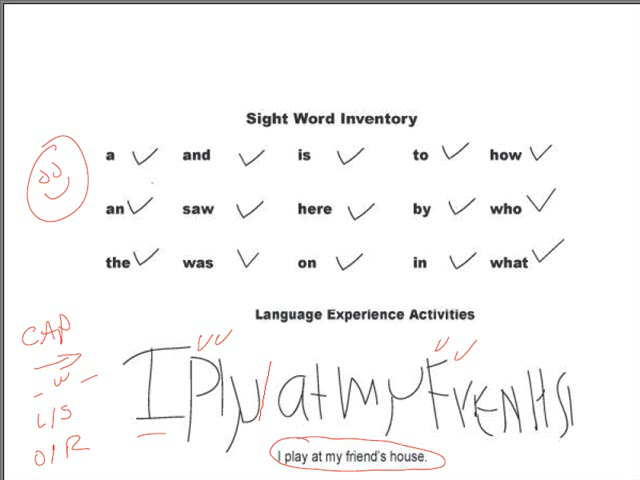 Sight Word Inventory
a and is to how
an saw here by who
the was on in what
Language Experience Activities
CAP
- W -
L/S
O/R
I Ply at my FrENHS
I play at my friend's house.